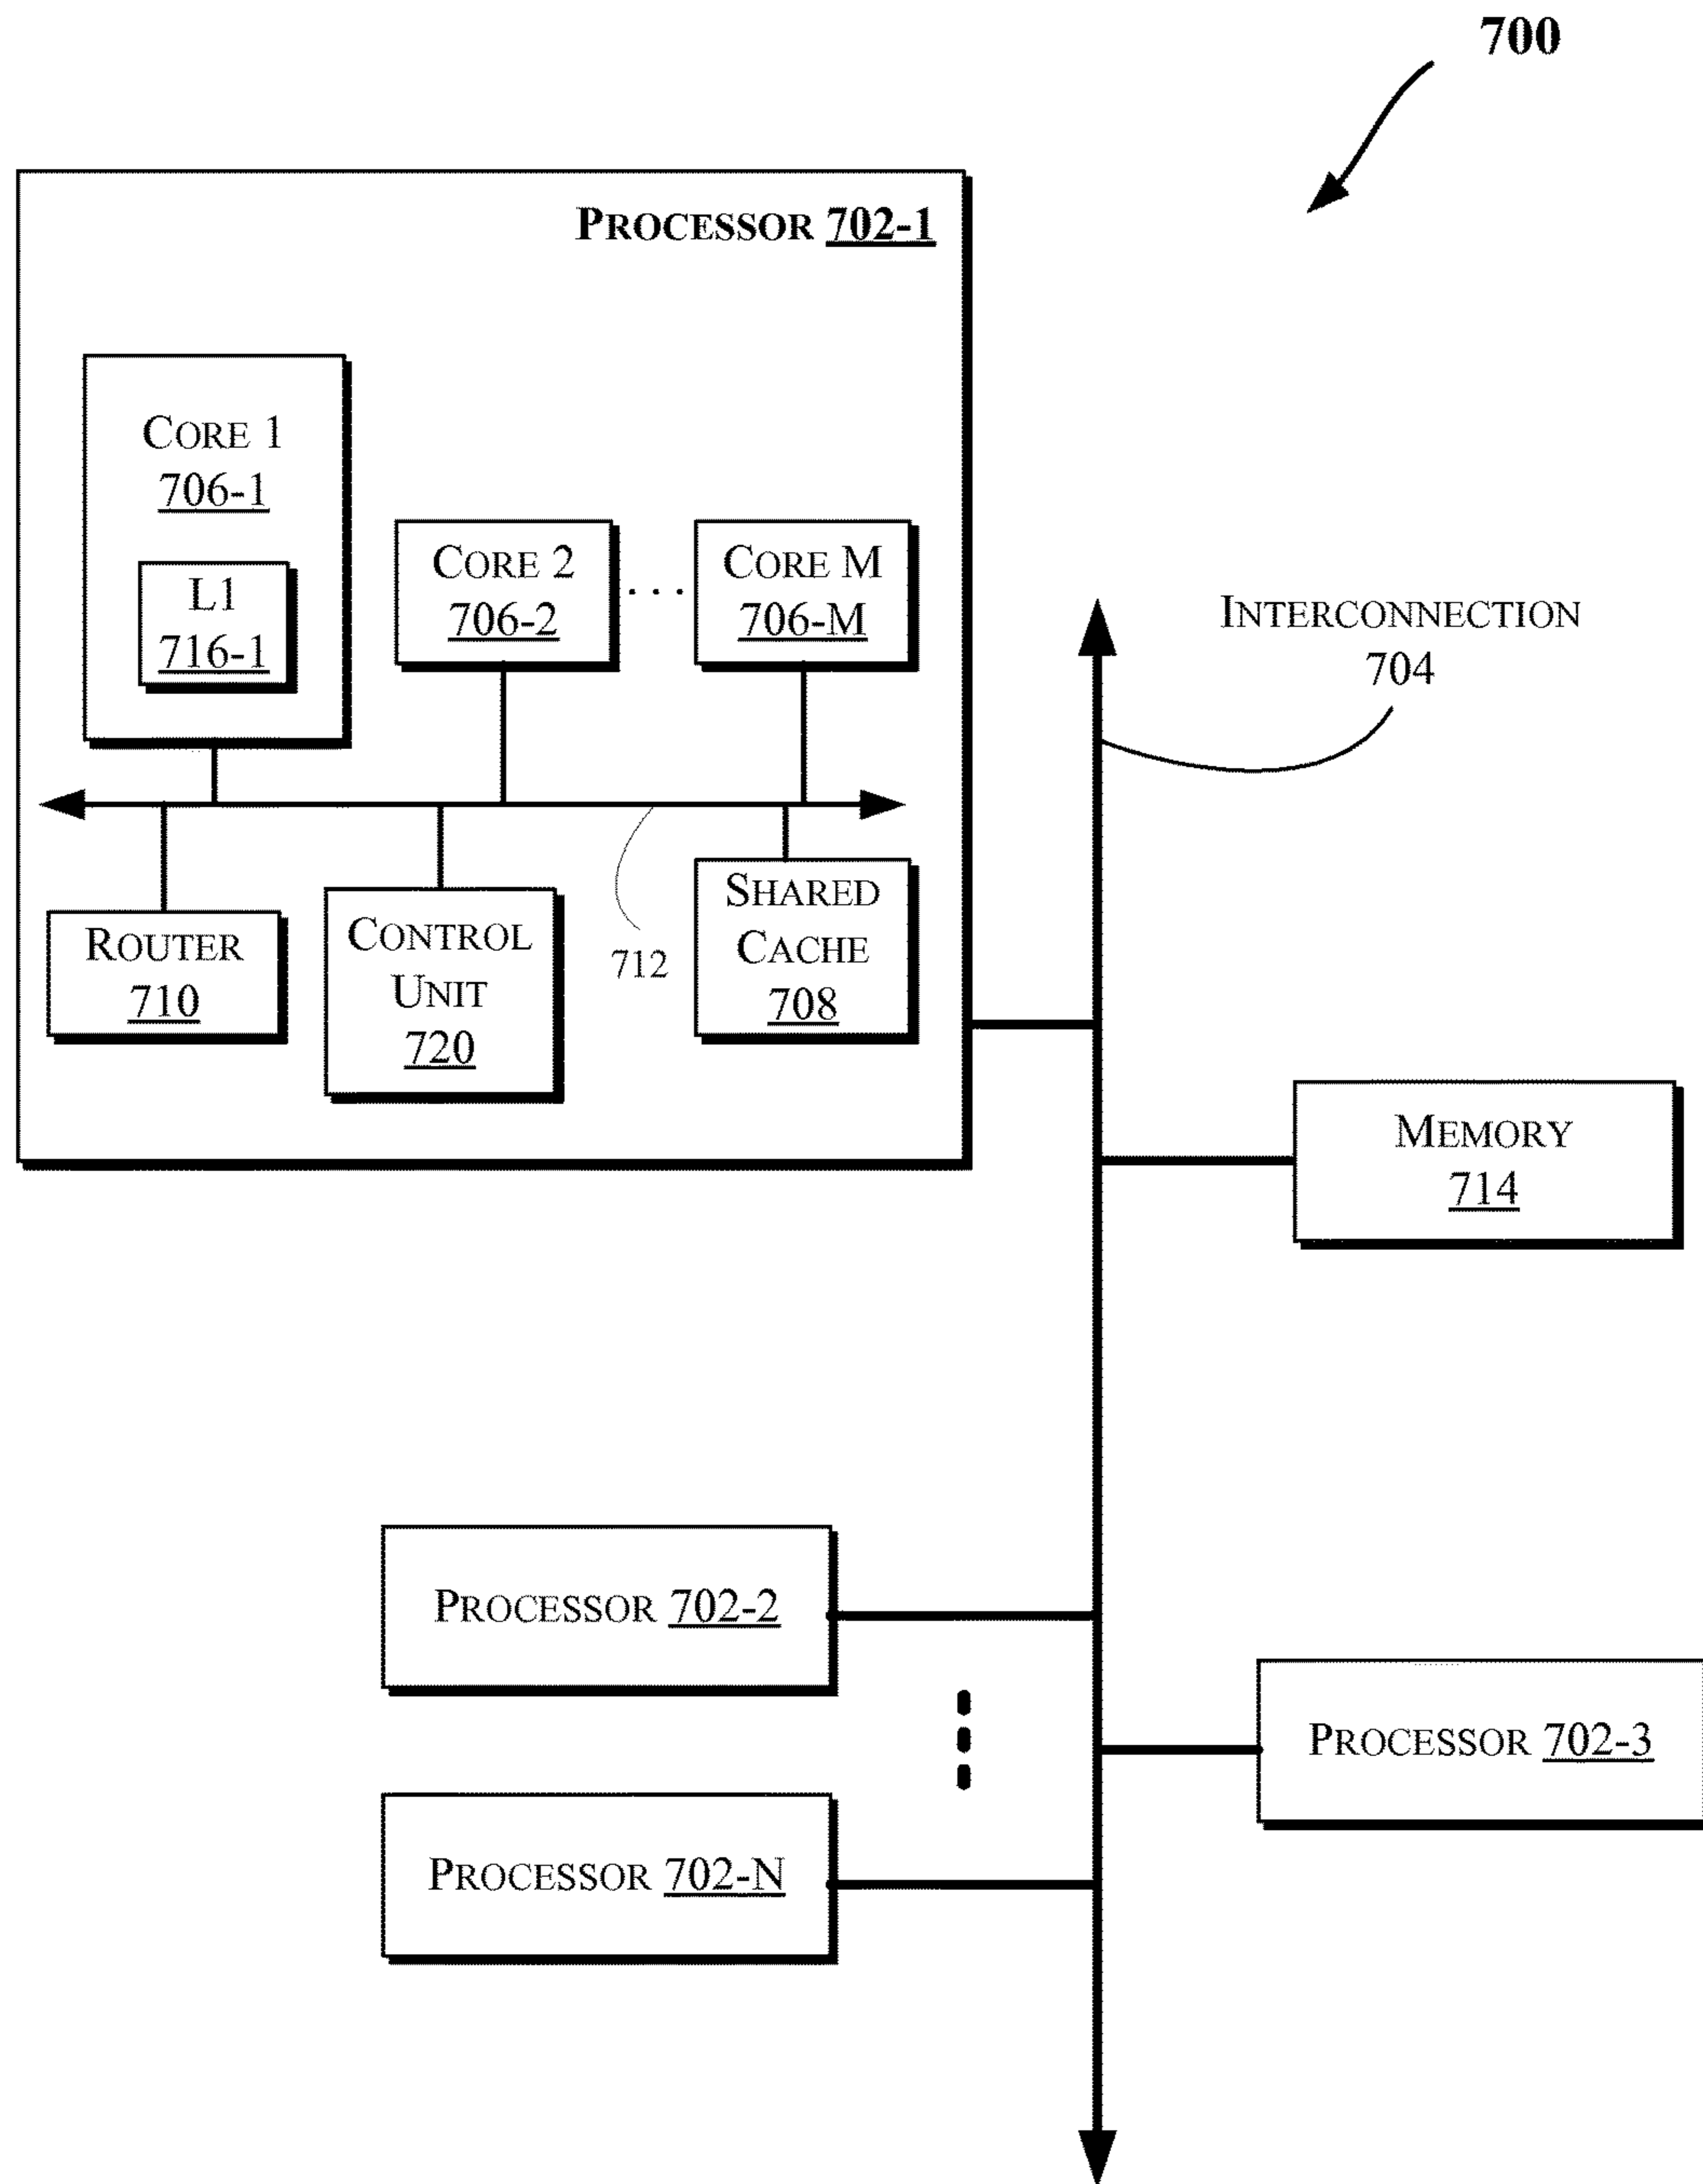 700
PROCESSOR 702-1
CORE 1
706-1
L1
716-1
CORE 2
706-2
. . .
CORE M
706-M
INTERCONNECTION
704
ROUTER
710
CONTROL
UNIT
720
712
SHARED
CACHE
708
MEMORY
714
PROCESSOR 702-2
PROCESSOR 702-3
PROCESSOR 702-N